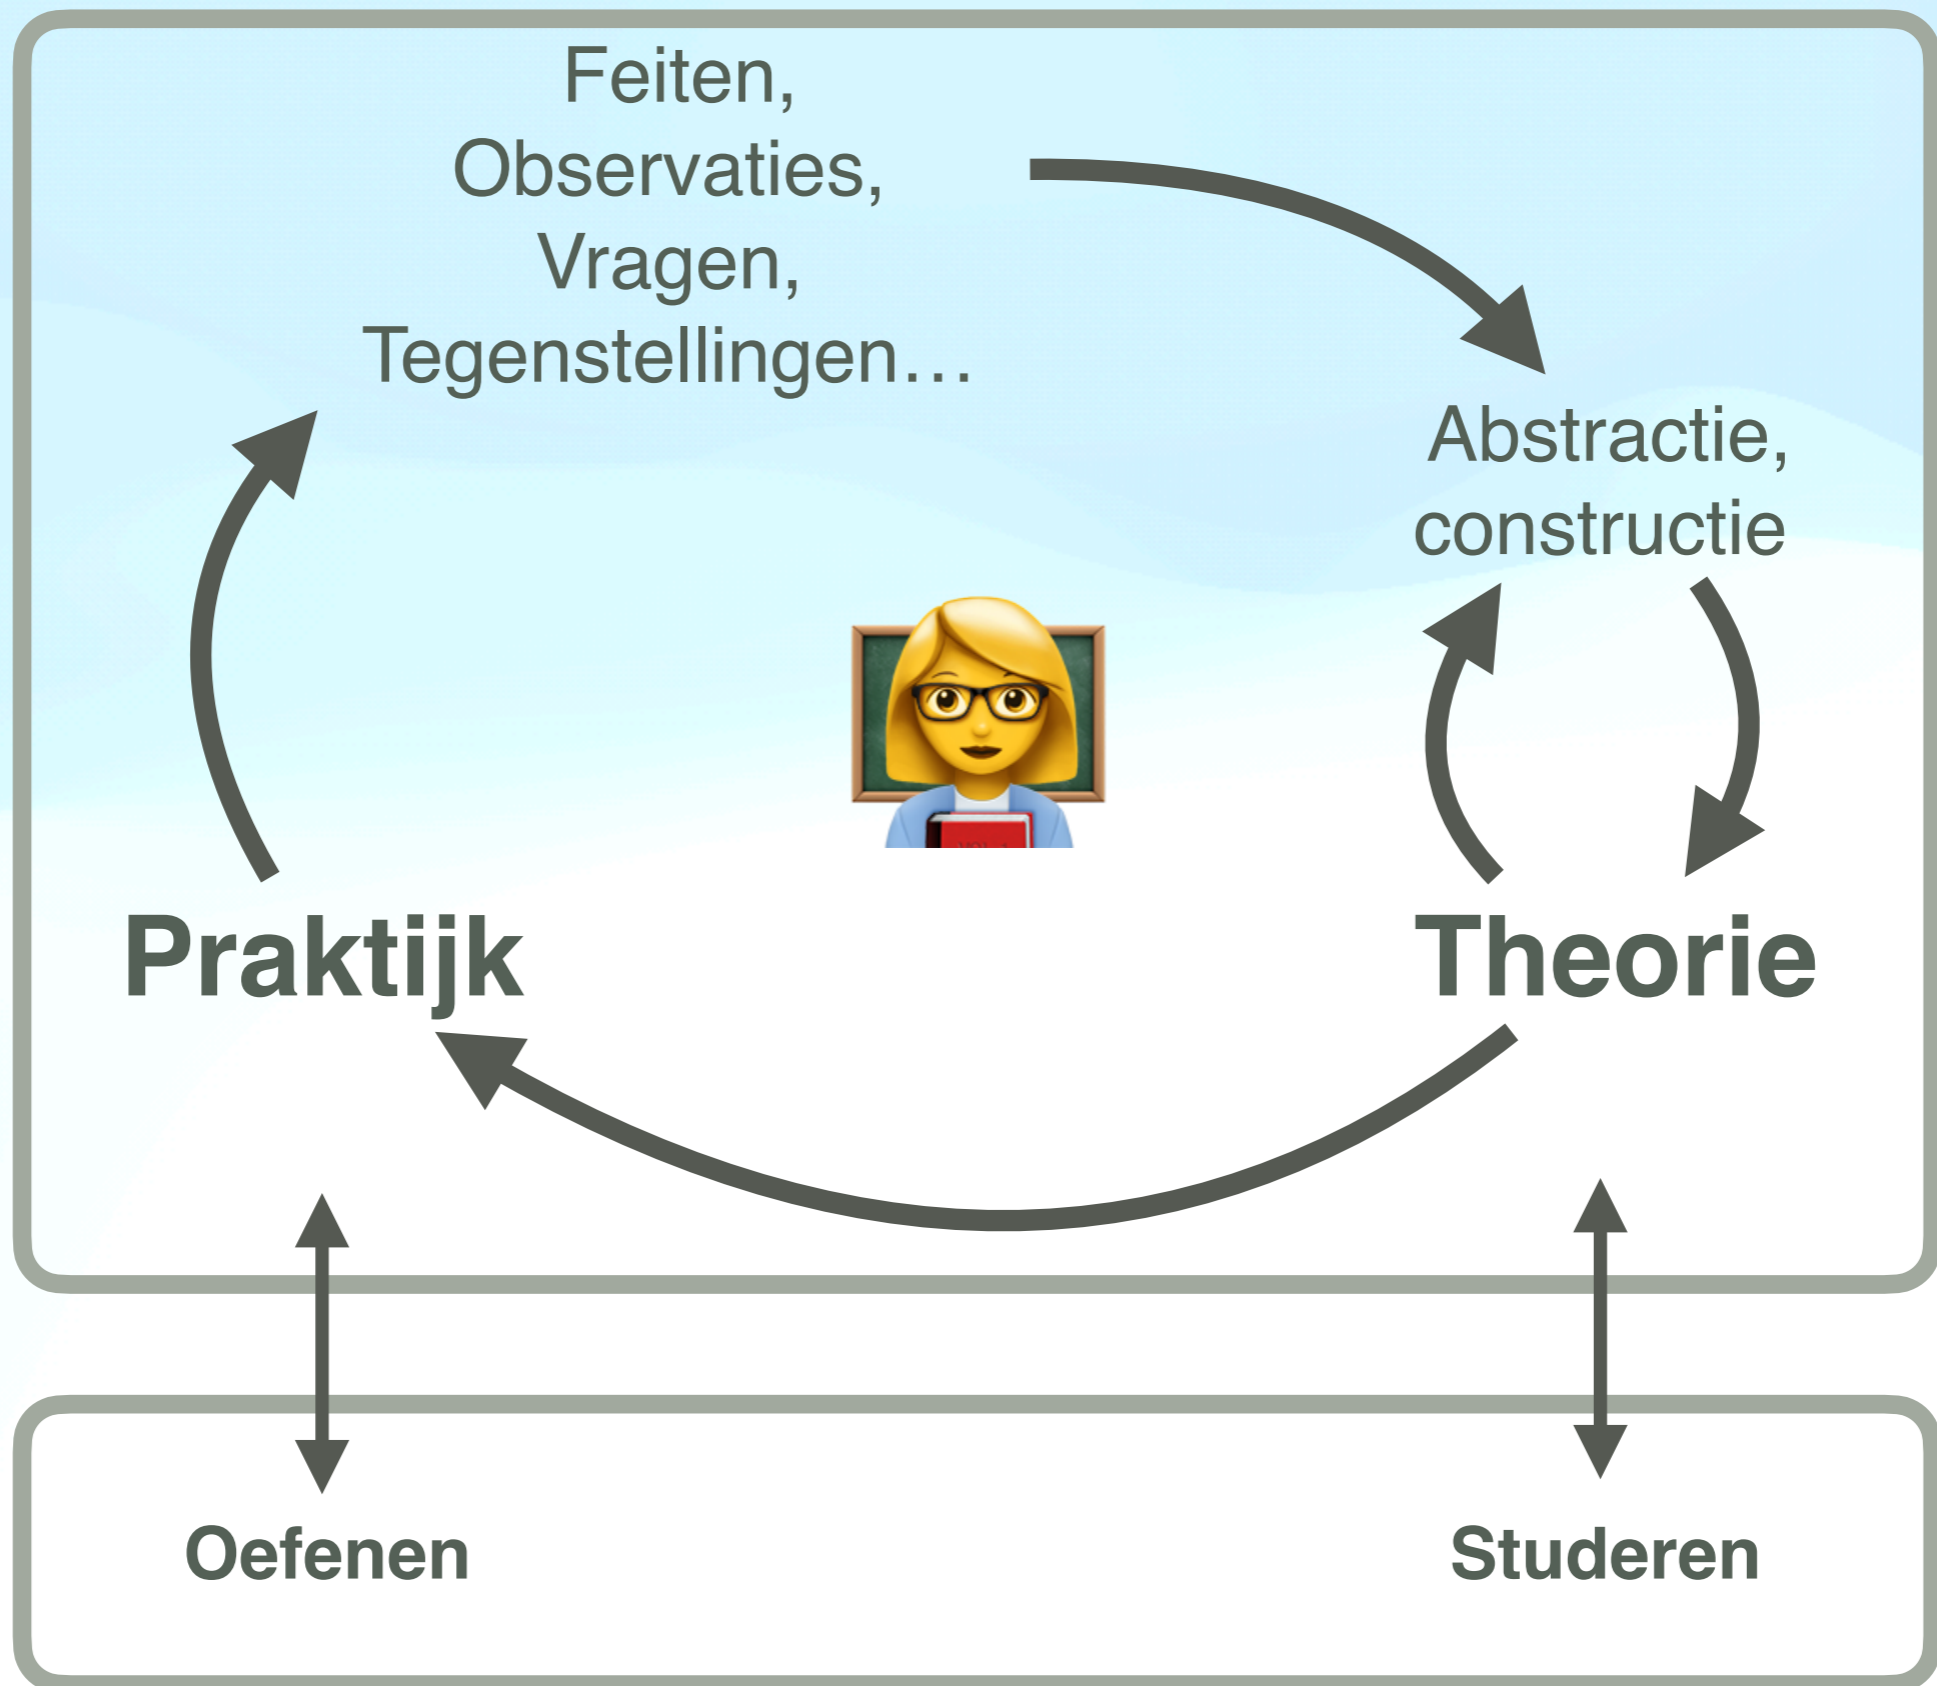 Feiten,
Observaties,
Vragen,
Tegenstellingen…
Abstractie,
constructie
Praktijk
Theorie
Oefenen
Studeren